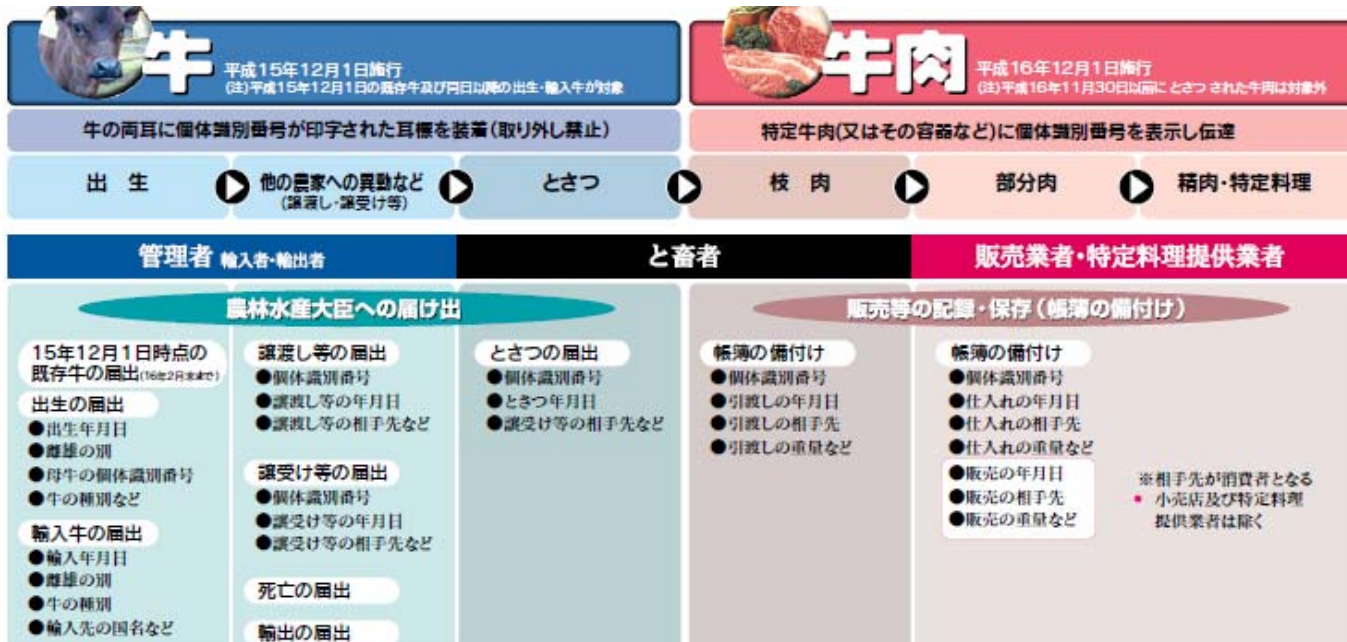 牛
平成15年12月1日施行
(注)平成15年12月1日の既存牛及び同日以降の出生・輸入牛が対象
牛の両耳に個体識別番号が印字された耳標を装着(取り外し禁止)
牛肉
平成16年12月1日施行
(注)平成16年11月30日以前に とさつ された牛肉は対象外
特定牛肉(又はその容器など)に個体識別番号を表示し伝達
出 生
他の農家への異動など
(譲渡し・譲受け等)
とさつ
枝 肉
部分肉
精肉・特定料理
管理者 輸入者・輸出者
と畜者
販売業者・特定料理提供業者
農林水産大臣への届け出
販売等の記録・保存(帳簿の備付け)
15年12月1日時点の
既存牛の届出(16年2月末まで)
出生の届出
●出生年月日
●雌雄の別
●母牛の個体識別番号
●牛の種別など
輸入牛の届出
●輸入年月日
●雌雄の別
●牛の種別
●輸入先の国名など
譲渡し等の届出
●個体識別番号
●譲渡し等の年月日
●譲渡し等の相手先など
譲受け等の届出
●個体識別番号
●譲受け等の年月日
●譲受け等の相手先など
死亡の届出
輸出の届出
とさつの届出
●個体識別番号
●とさつ年月日
●譲受け等の相手先など
帳簿の備付け
●個体識別番号
●引渡しの年月日
●引渡しの相手先
●引渡しの重量など
帳簿の備付け
●個体識別番号
●仕入れの年月日
●仕入れの相手先
●仕入れの重量など
●販売の年月日
●販売の相手先
●販売の重量など
※相手先が消費者となる
小売店及び特定料理
提供業者は除く